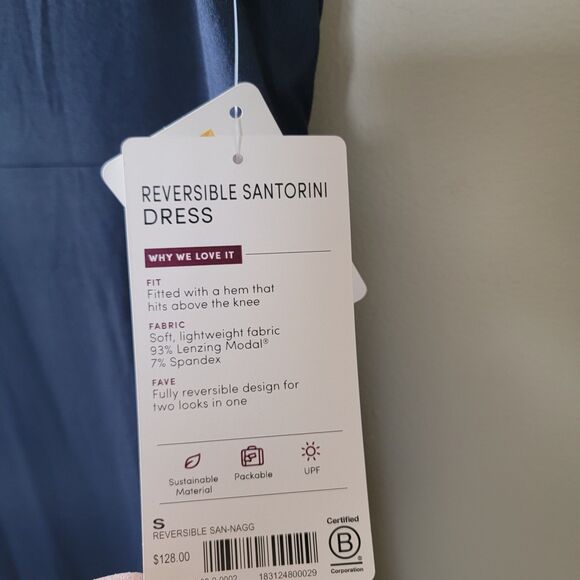 REVERSIBLE SANTORINI
DRESS
WHY WE LOVE IT
FIT
Fitted with a hem that
hits above the knee
FABRIC
Soft, lightweight fabric
93% Lenzing Modal®
7% Spandex
FAVE
Fully reversible design for
two looks in one
Sustainable
Material
Packable
UPF
S
REVERSIBLE SAN-NAGG
$128.00
183124800029
Certified
B
Corporation